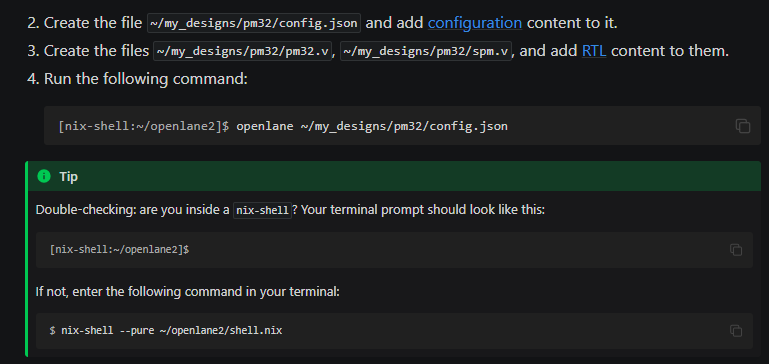 2. Create the file ~/my_designs/pm32/config.json and add configuration content to it.
3. Create the files ~/my_designs/pm32/pm32.v, ~/my_designs/pm32/spm.v, and add RTL content to them.
4. Run the following command:
[nix-shell:~/openlane2]$ openlane ~/my_designs/pm32/config.json
Tip
Double-checking: are you inside a nix-shell? Your terminal prompt should look like this:
[nix-shell:~/openlane2]$
If not, enter the following command in your terminal:
$ nix-shell --pure ~/openlane2/shell.nix